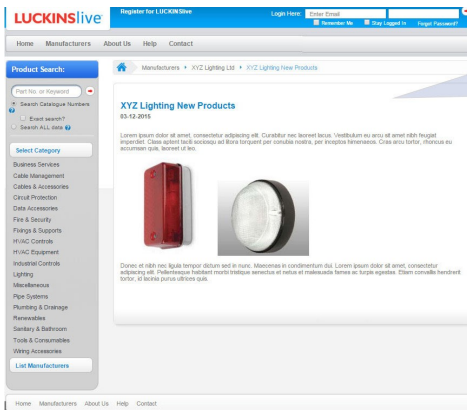 LUCKINSlive
Register for LUCKINSlive
Login Here:
Enter Email
Remember Me
Stay Logged In
Forgot Password?
Home Manufacturers About Us Help Contact
Product Search:
Part No. or Keyword
Search Catalogue Numbers
Exact search?
Search ALL data
Select Category
Business Services
Cable Management
Cables & Accessories
Circuit Protection
Data Accessories
Fire & Security
Fixings & Supports
HVAC Controls
HVAC Equipment
Industrial Controls
Lighting
Miscellaneous
Pipe Systems
Plumbing & Drainage
Renewables
Sanitary & Bathroom
Tools & Consumables
Wiring Accessories
List Manufacturers
Manufacturers XYZ Lighting Ltd XYZ Lighting New Products
XYZ Lighting New Products
03-12-2015
Lorem ipsum dolor sit amet, consectetur adipiscing elit. Curabitur nec laoreet lacus. Vestibulum eu arcu sit amet nibh feugiat
imperdiet. Class aptent taciti sociosqu ad litora torquent per conubia nostra, per inceptos himenaeos. Cras arcu tortor, rhoncus eu
accumsan quis, laoreet ut leo.
Donec et nibh nec ligula tempor dictum sed in nunc. Maecenas in condimentum dui. Lorem ipsum dolor sit amet, consectetur
adipiscing elit. Pellentesque habitant morbi tristique senectus et netus et malesuada fames ac turpis egestas. Etiam convallis hendrerit
tortor, id lacinia purus ultrices quis.
Home Manufacturers About Us Help Contact